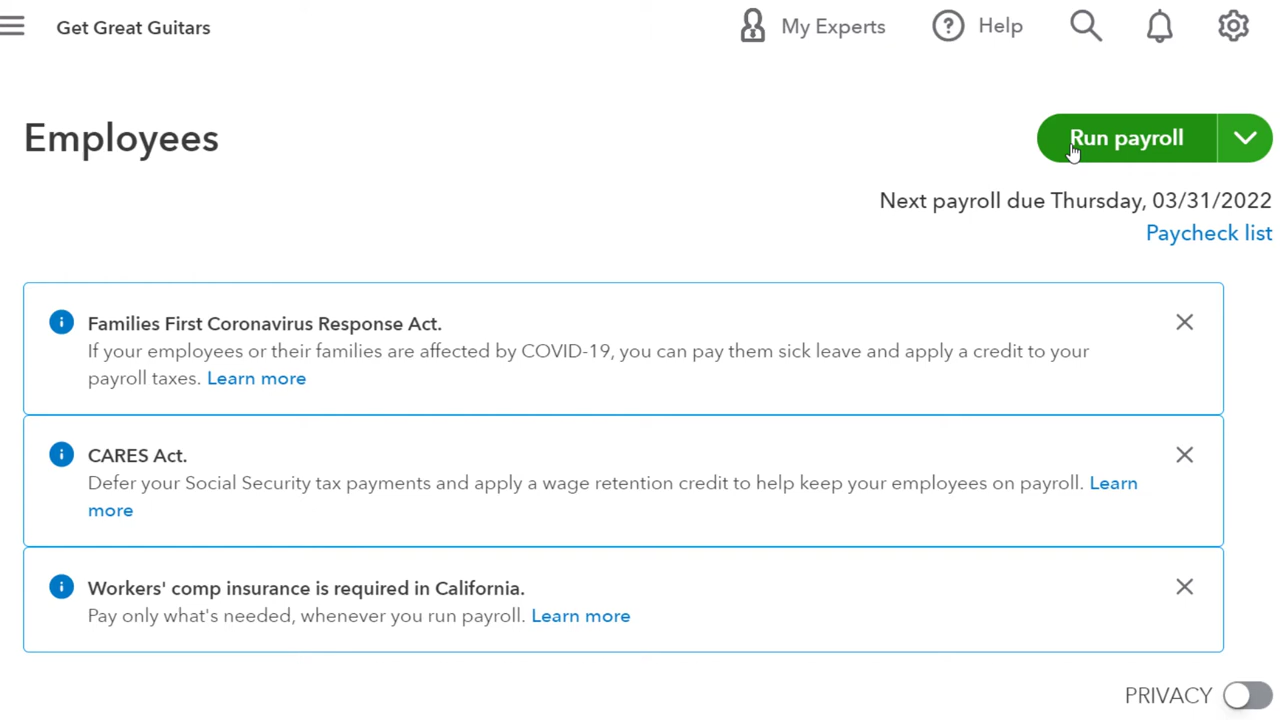 Get Great Guitars
My Experts
Help
Employees
Run payroll
Next payroll due Thursday, 03/31/2022
Paycheck list
Families First Coronavirus Response Act.
If your employees or their families are affected by COVID-19, you can pay them sick leave and apply a credit to your
payroll taxes. Learn more
CARES Act.
Defer your Social Security tax payments and apply a wage retention credit to help keep your employees on payroll. Learn
more
Workers' comp insurance is required in California.
Pay only what's needed, whenever you run payroll. Learn more
PRIVACY